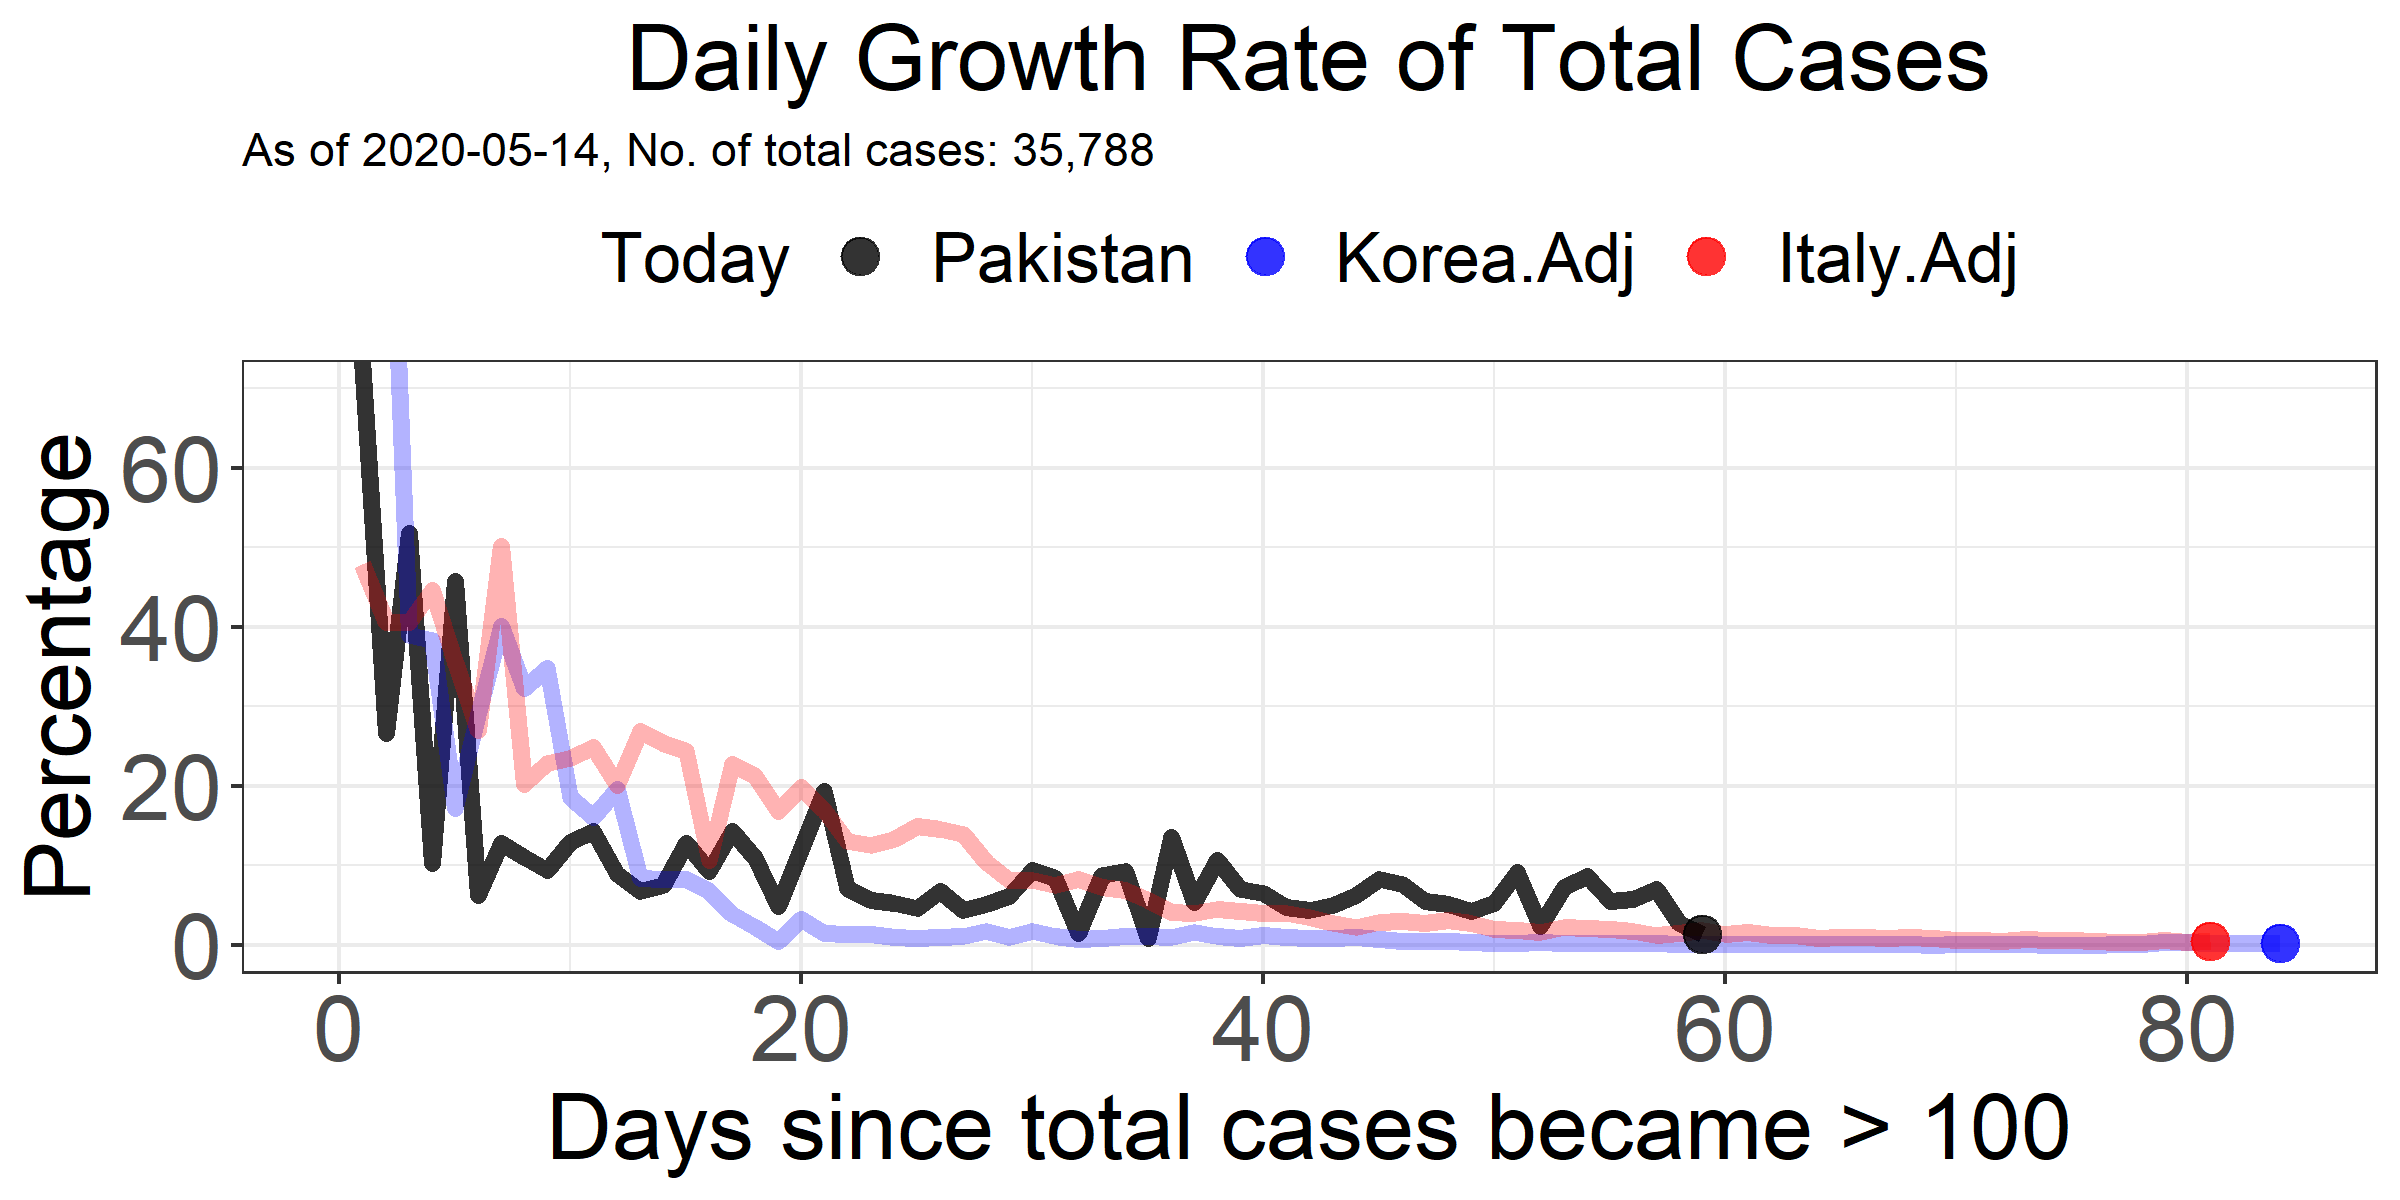 Daily Growth Rate of Total Cases
As of 2020-05-14, No. of total cases: 35,788
Today Pakistan Korea.Adj Italy.Adj
Percentage
60
40
20
0
0 20 40 60 80
Days since total cases became > 100